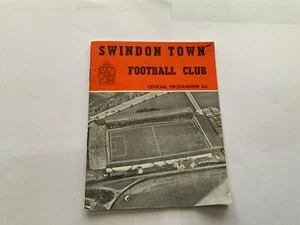 SWINDON TOWN
FOOTBALL CLUB
OFFICIAL PROGRAMME 6d.